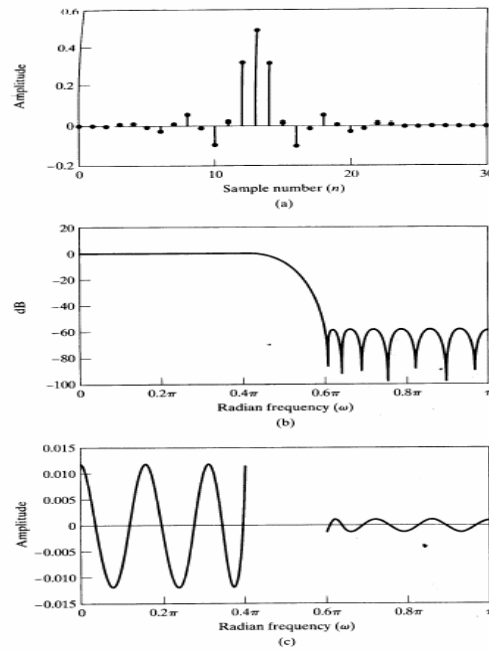 0.6
0.4
0.2
0
−0.2
Amplitude
0
10
20
30
Sample number (n)
(a)
20
0
−20
−40
−60
−80
−100
dB
0
0.2π
0.4π
0.6π
0.8π
π
Radian frequency (ω)
(b)
0.015
0.010
0.005
0
−0.005
−0.010
−0.015
Amplitude
0
0.2π
0.4π
0.6π
0.8π
Radian frequency (ω)
(c)